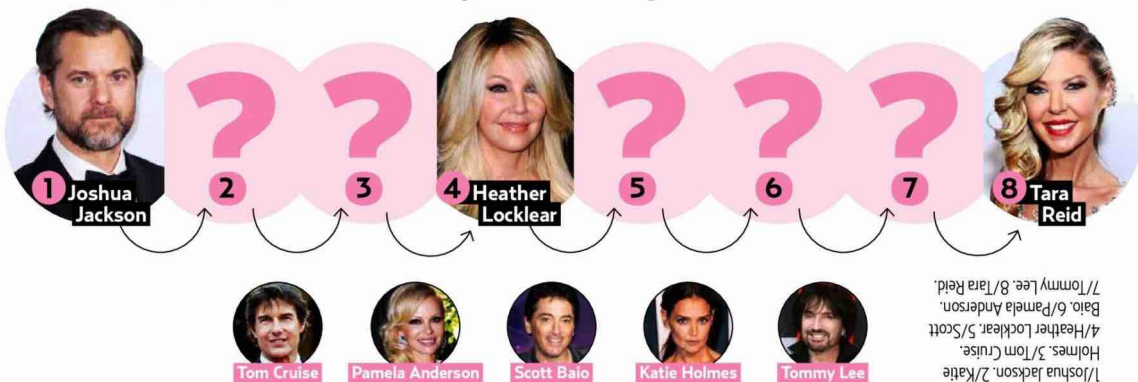 ?
?
?
?
?
1 Joshua
Jackson
2
3
4 Heather
Locklear
5
6
7
8 Tara
Reid
Tom Cruise
Pamela Anderson
Scott Baio
Katie Holmes
Tommy Lee
1/Joshua Jackson. 2/Katie
Holmes. 3/Tom Cruise.
4/Heather Locklear. 5/Scott
Baio. 6/Pamela Anderson.
7/Tommy Lee. 8/Tara Reid.